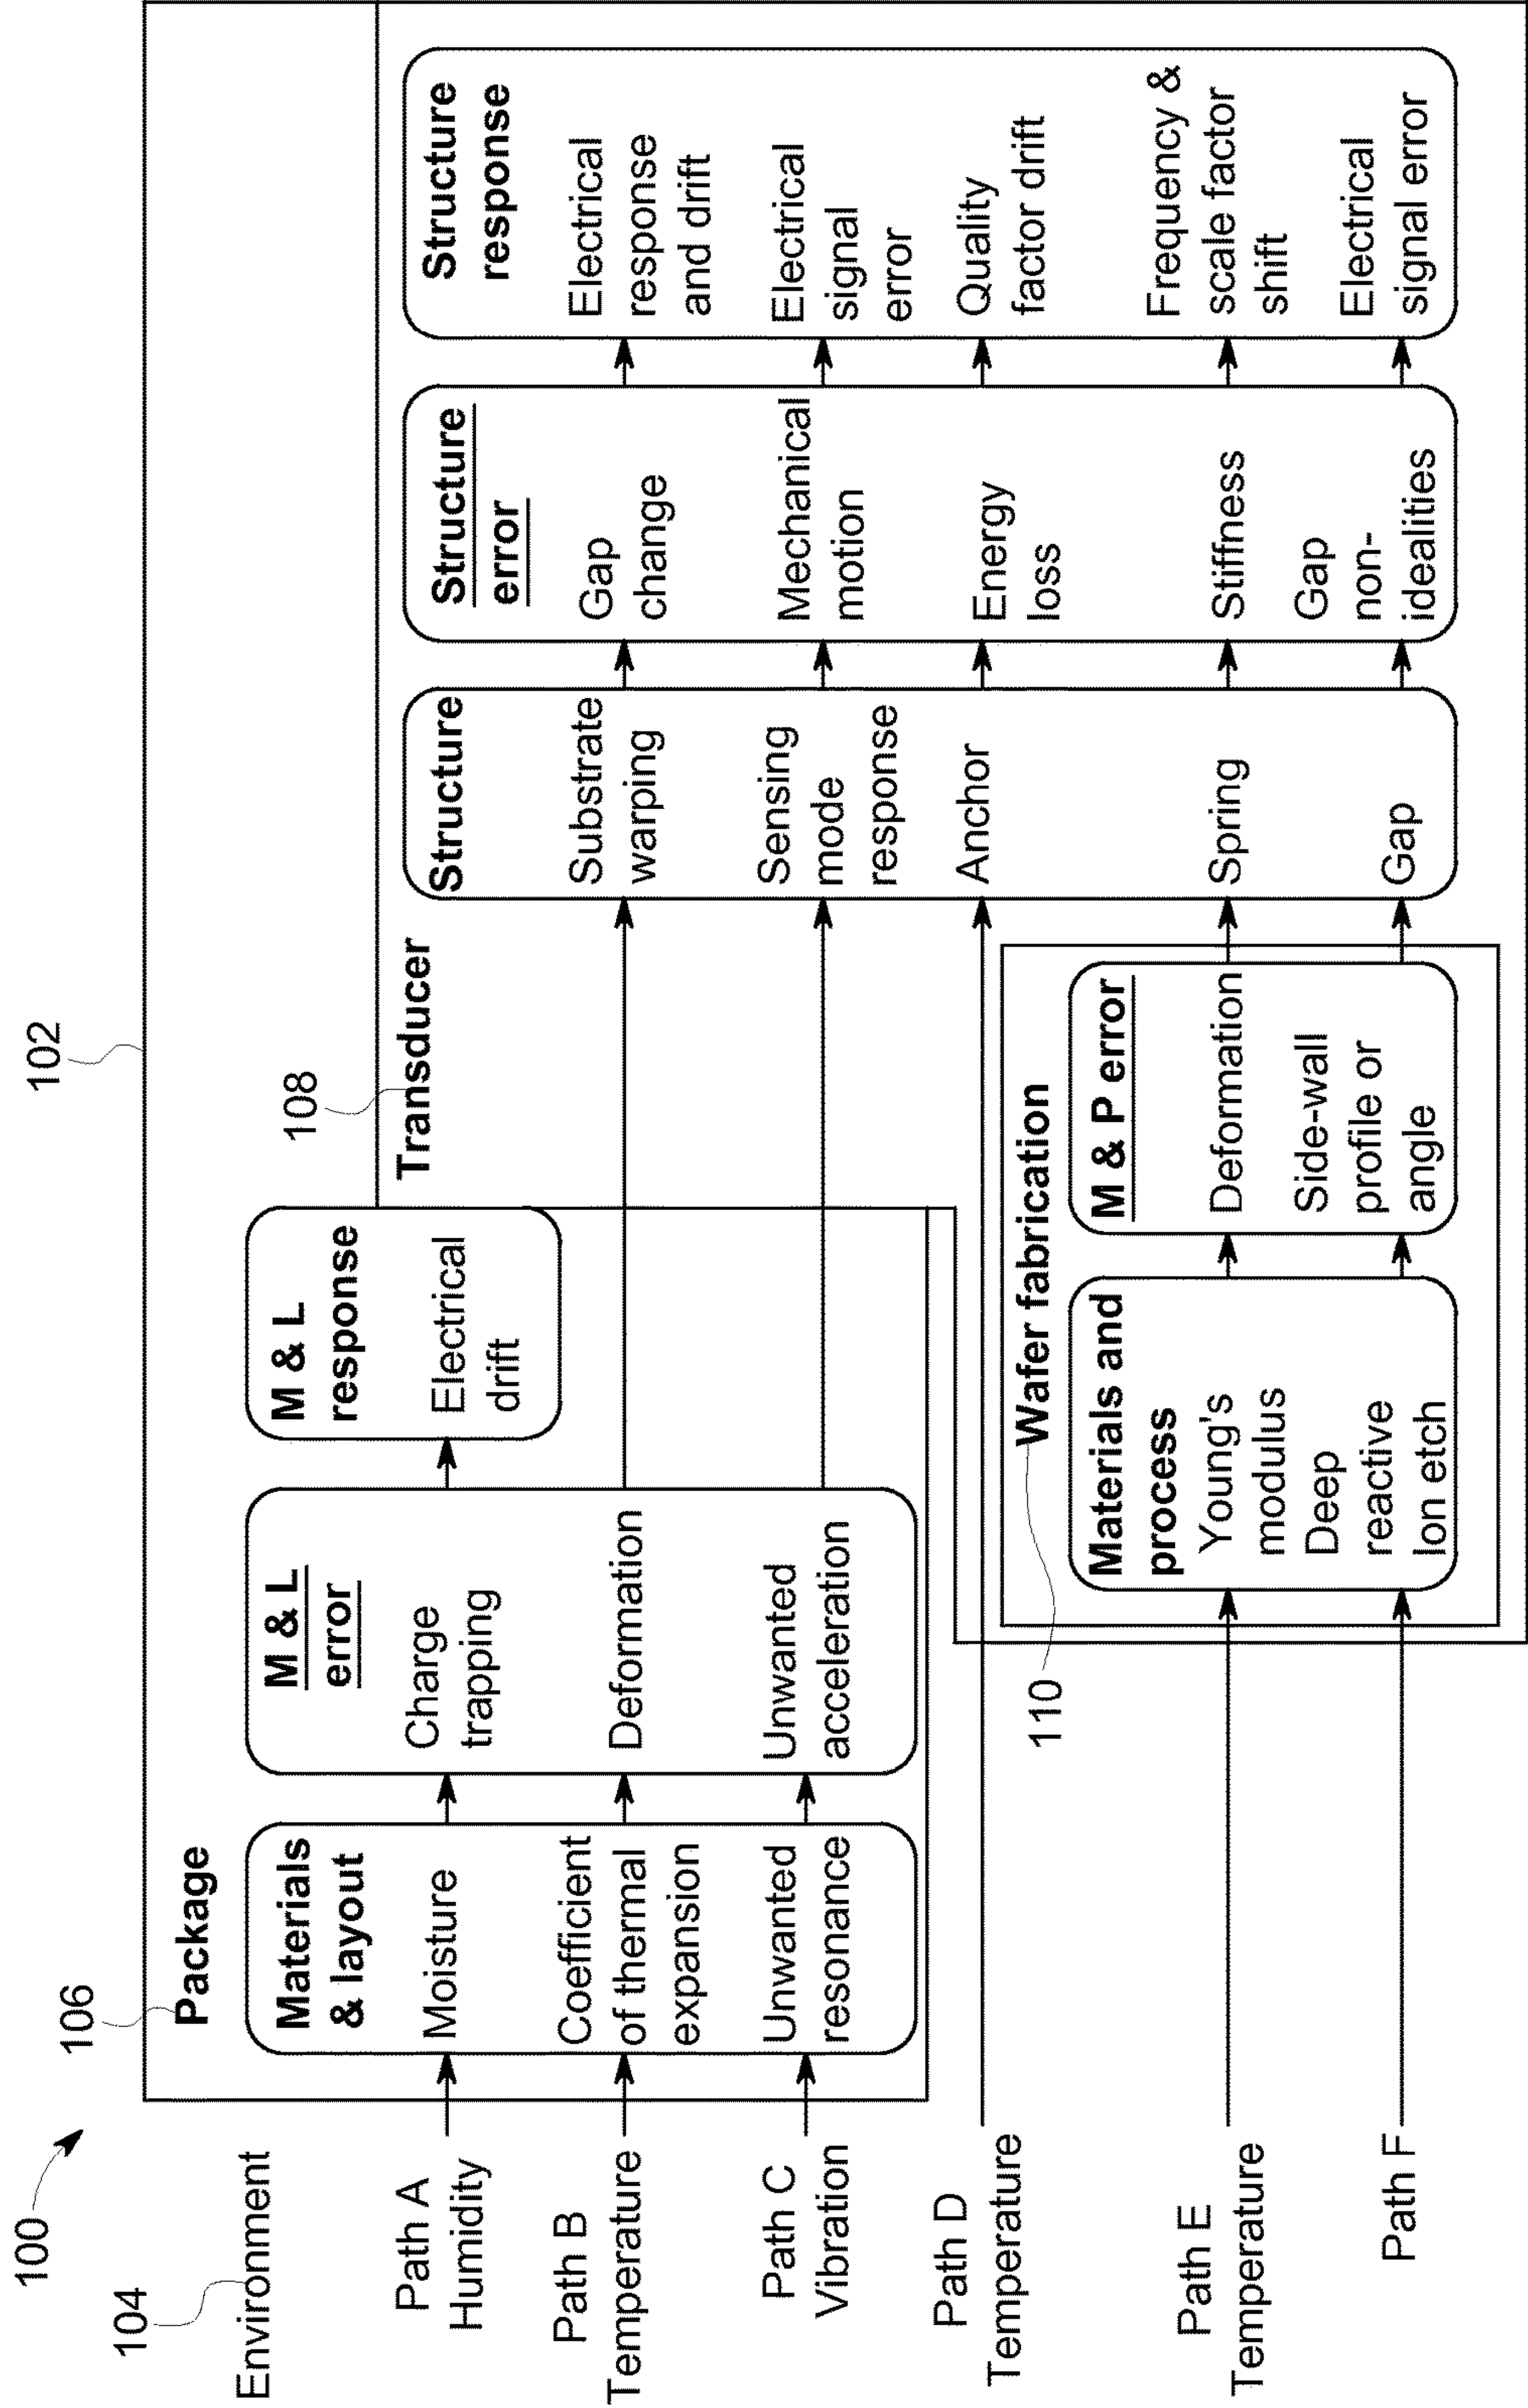 100
102
104
Environment
Path A
Humidity
Path B
Temperature
Path C
Vibration
Path D
Temperature
Path E
Temperature
Path F
106
Package
Materials
& layout
Moisture
Coefficient
of thermal
expansion
Unwanted
resonance
M & L
error
Charge
trapping
Deformation
Unwanted
acceleration
M & L
response
Electrical
drift
108
Transducer
110
Wafer fabrication
Materials and
process
Young's
modulus
Deep
reactive
Ion etch
M & P error
Deformation
Side-wall
profile or
angle
Structure
Substrate
warping
Sensing
mode
response
Anchor
Spring
Gap
Structure
error
Gap
change
Mechanical
motion
Energy
loss
Stiffness
Gap
non-
idealities
Structure
response
Electrical
response
and drift
Electrical
signal
error
Quality
factor drift
Frequency &
scale factor
shift
Electrical
signal error